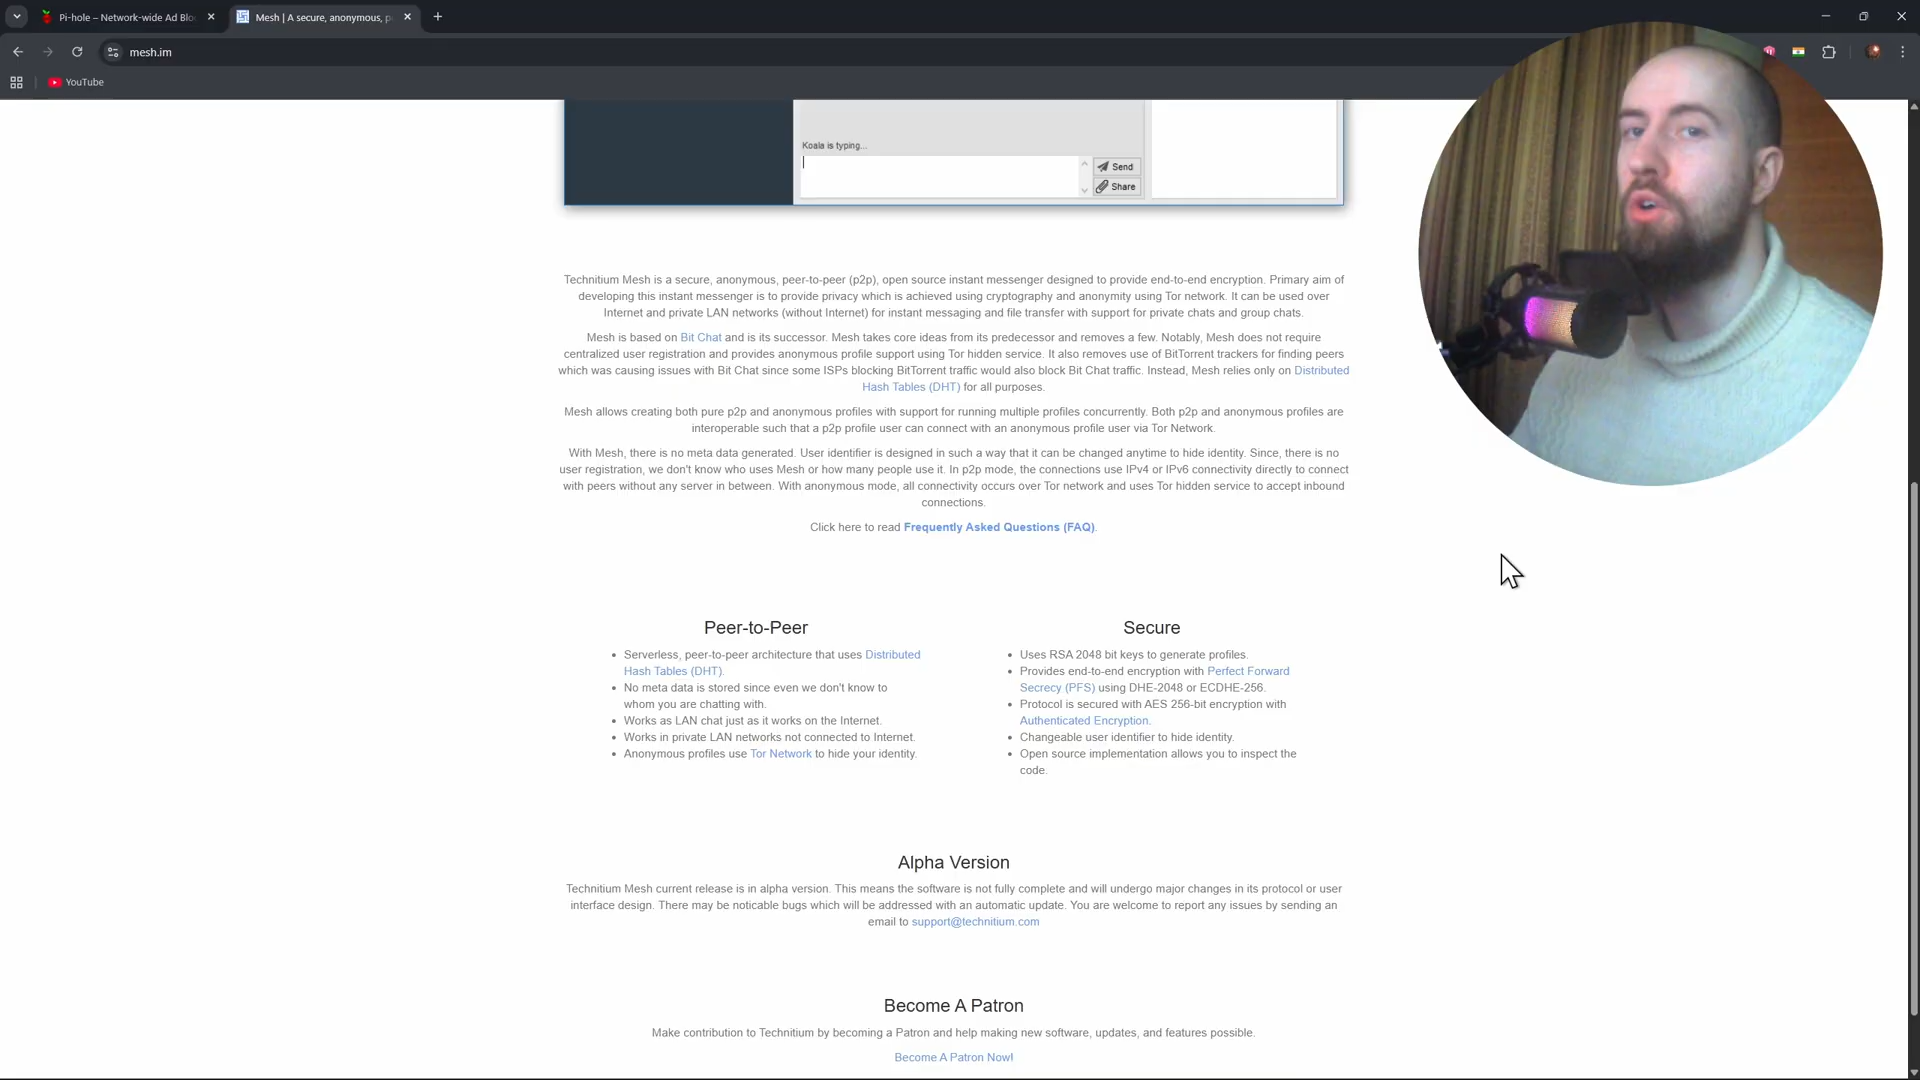 Pi-hole – Network-wide Ad Blo
Mesh | A secure, anonymous, p
mesh.im
YouTube
Koala is typing...
Send
Share
Technitium Mesh is a secure, anonymous, peer-to-peer (p2p), open source instant messenger designed to provide end-to-end encryption. Primary aim of
developing this instant messenger is to provide privacy which is achieved using cryptography and anonymity using Tor network. It can be used over
Internet and private LAN networks (without Internet) for instant messaging and file transfer with support for private chats and group chats.
Mesh is based on Bit Chat and is its successor. Mesh takes core ideas from its predecessor and removes a few. Notably, Mesh does not require
centralized user registration and provides anonymous profile support using Tor hidden service. It also removes use of BitTorrent trackers for finding peers
which was causing issues with Bit Chat since some ISPs blocking BitTorrent traffic would also block Bit Chat traffic. Instead, Mesh relies only on Distributed
Hash Tables (DHT) for all purposes.
Mesh allows creating both pure p2p and anonymous profiles with support for running multiple profiles concurrently. Both p2p and anonymous profiles are
interoperable such that a p2p profile user can connect with an anonymous profile user via Tor Network.
With Mesh, there is no meta data generated. User identifier is designed in such a way that it can be changed anytime to hide identity. Since, there is no
user registration, we don't know who uses Mesh or how many people use it. In p2p mode, the connections use IPv4 or IPv6 connectivity directly to connect
with peers without any server in between. With anonymous mode, all connectivity occurs over Tor network and uses Tor hidden service to accept inbound
connections.
Click here to read Frequently Asked Questions (FAQ).
Peer-to-Peer
Serverless, peer-to-peer architecture that uses Distributed
Hash Tables (DHT).
No meta data is stored since even we don't know to
whom you are chatting with.
Works as LAN chat just as it works on the Internet.
Works in private LAN networks not connected to Internet.
Anonymous profiles use Tor Network to hide your identity.
Secure
Uses RSA 2048 bit keys to generate profiles.
Provides end-to-end encryption with Perfect Forward
Secrecy (PFS) using DHE-2048 or ECDHE-256.
Protocol is secured with AES 256-bit encryption with
Authenticated Encryption.
Changeable user identifier to hide identity.
Open source implementation allows you to inspect the
code.
Alpha Version
Technitium Mesh current release is in alpha version. This means the software is not fully complete and will undergo major changes in its protocol or user
interface design. There may be noticable bugs which will be addressed with an automatic update. You are welcome to report any issues by sending an
email to support@technitium.com
Become A Patron
Make contribution to Technitium by becoming a Patron and help making new software, updates, and features possible.
Become A Patron Now!